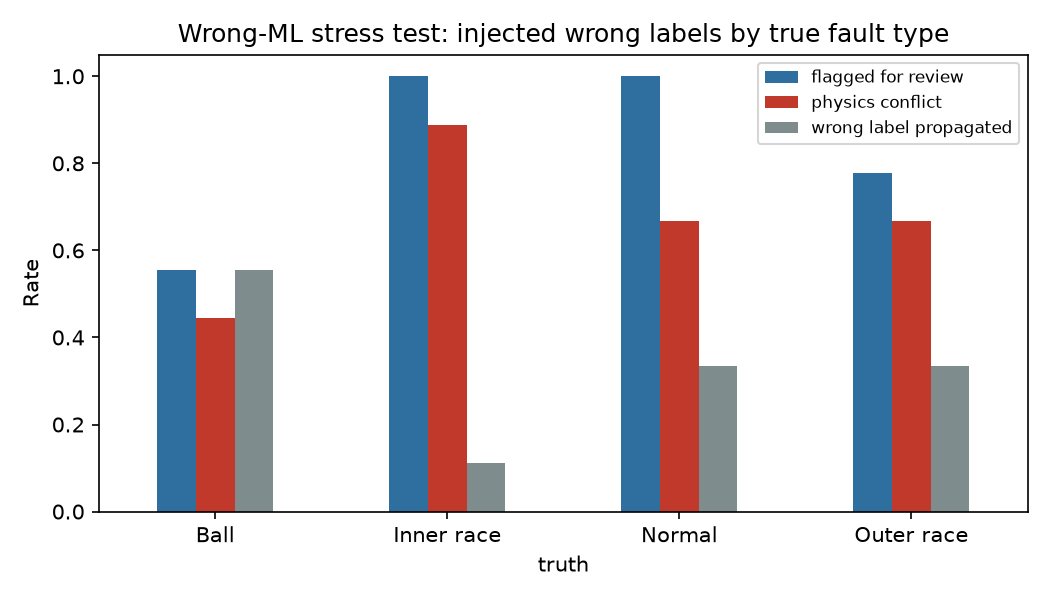 Wrong-ML stress test: injected wrong labels by true fault type
flagged for review
physics conflict
wrong label propagated
1.0
0.8
0.6
0.4
0.2
0.0
Rate
Ball
Inner race
Normal
Outer race
truth